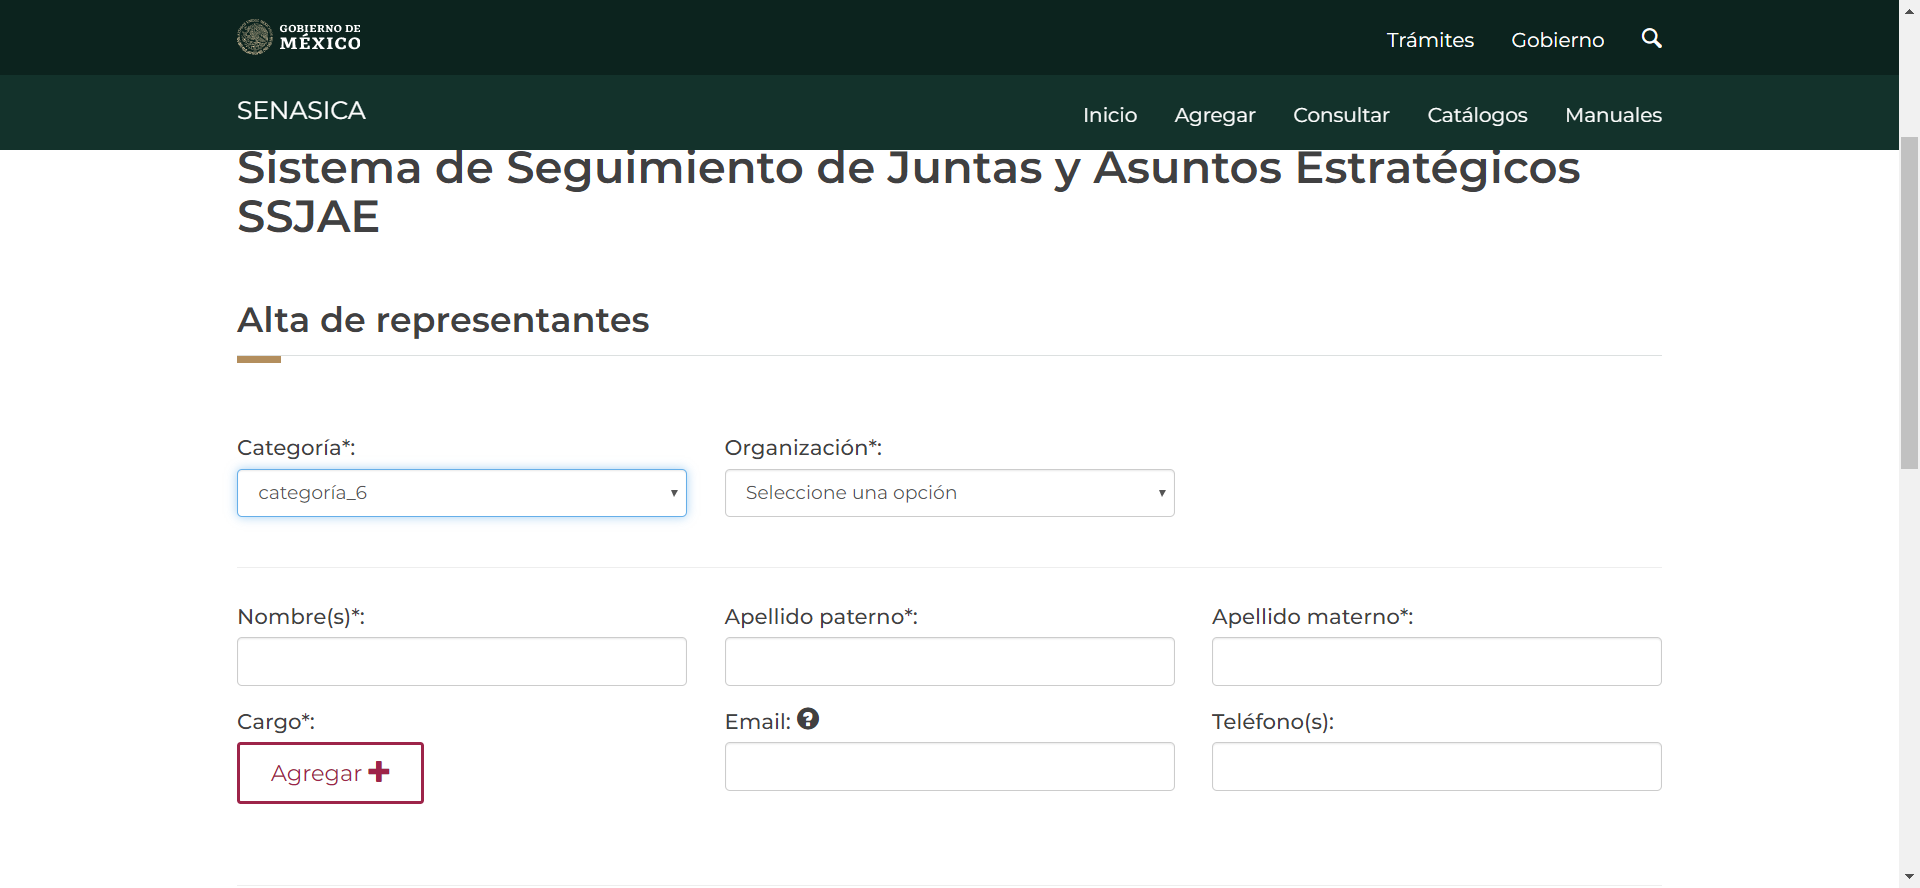 GOBIERNO DE
MÉXICO
Trámites Gobierno
SENASICA
Inicio Agregar Consultar Catálogos Manuales
Sistema de Seguimiento de Juntas y Asuntos Estratégicos
SSJAE
Alta de representantes
Categoría*: Organización*:
categoría_6 Seleccione una opción
Nombre(s)*: Apellido paterno*: Apellido materno*:
Cargo*: Email: ? Teléfono(s):
Agregar +